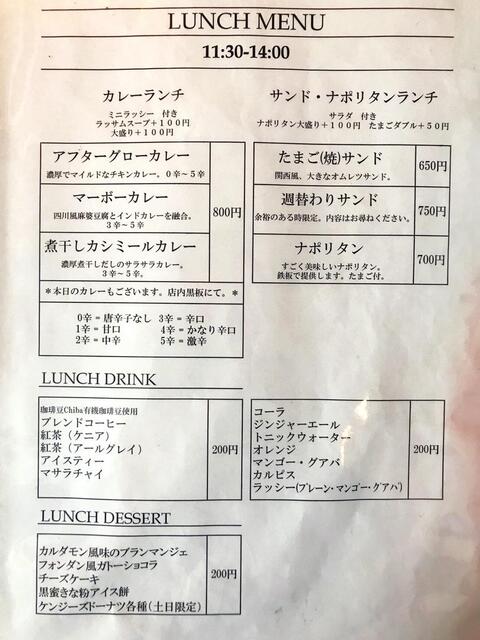 LUNCH MENU
11:30-14:00
カレーランチ
ミニラッシー 付き
ラッサムスープ+100円
大盛り+100円
アフターグローカレー
濃厚でマイルドなチキンカレー。0辛～5辛
マーボーカレー
四川風麻婆豆腐とインドカレーを融合。
3辛～5辛
煮干しカシミールカレー
濃厚煮干しだしのサラサラカレー。
3辛～5辛。
800円
*本日のカレーもございます。店内黒板にて。*
0辛=唐辛子なし 3辛=辛口
1辛=甘口 4辛=かなり辛口
2辛=中辛 5辛=激辛
サンド・ナポリタンランチ
サラダ 付き
ナポリタン大盛り+100円 たまごダブル+50円
たまご(焼)サンド
関西風、大きなオムレツサンド。
650円
週替わりサンド
余裕のある時限定。内容はお尋ねください。
750円
ナポリタン
すごく美味しいナポリタン。
鉄板で提供します。たまご付。
700円
LUNCH DRINK
珈琲豆Chiba有機珈琲豆使用
ブレンドコーヒー
紅茶(ケニア)
紅茶(アールグレイ)
アイスティー
マサラチャイ
200円
コーラ
ジンジャーエール
トニックウォーター
オレンジ
マンゴー・グアバ
カルピス
ラッシー(プレーン・マンゴー・グアバ)
200円
LUNCH DESSERT
カルダモン風味のブランマンジェ
フォンダン風ガトーショコラ
チーズケーキ
黒蜜きな粉アイス餅
ケンジーズドーナツ各種(土日限定)
200円